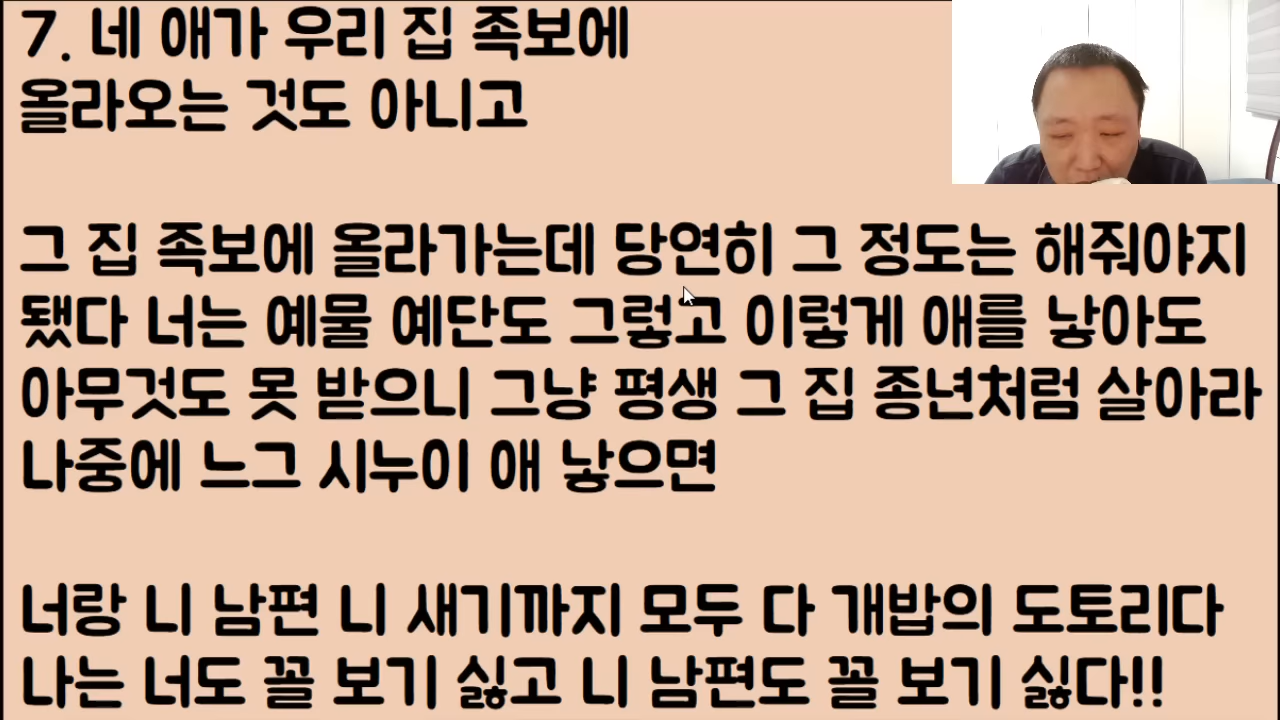 7. 네 애가 우리 집 족보에
올라오는 것도 아니고
그 집 족보에 올라가는데 당연히 그 정도는 해줘야지
됐다 너는 예물 예단도 그렇고 이렇게 애를 낳아도
아무것도 못 받으니 그냥 평생 그 집 종년처럼 살아라
나중에 느그 시누이 애 낳으면
너랑 니 남편 니 새기까지 모두 다 개밥의 도토리다
나는 너도 꼴 보기 싫고 니 남편도 꼴 보기 싫다!!